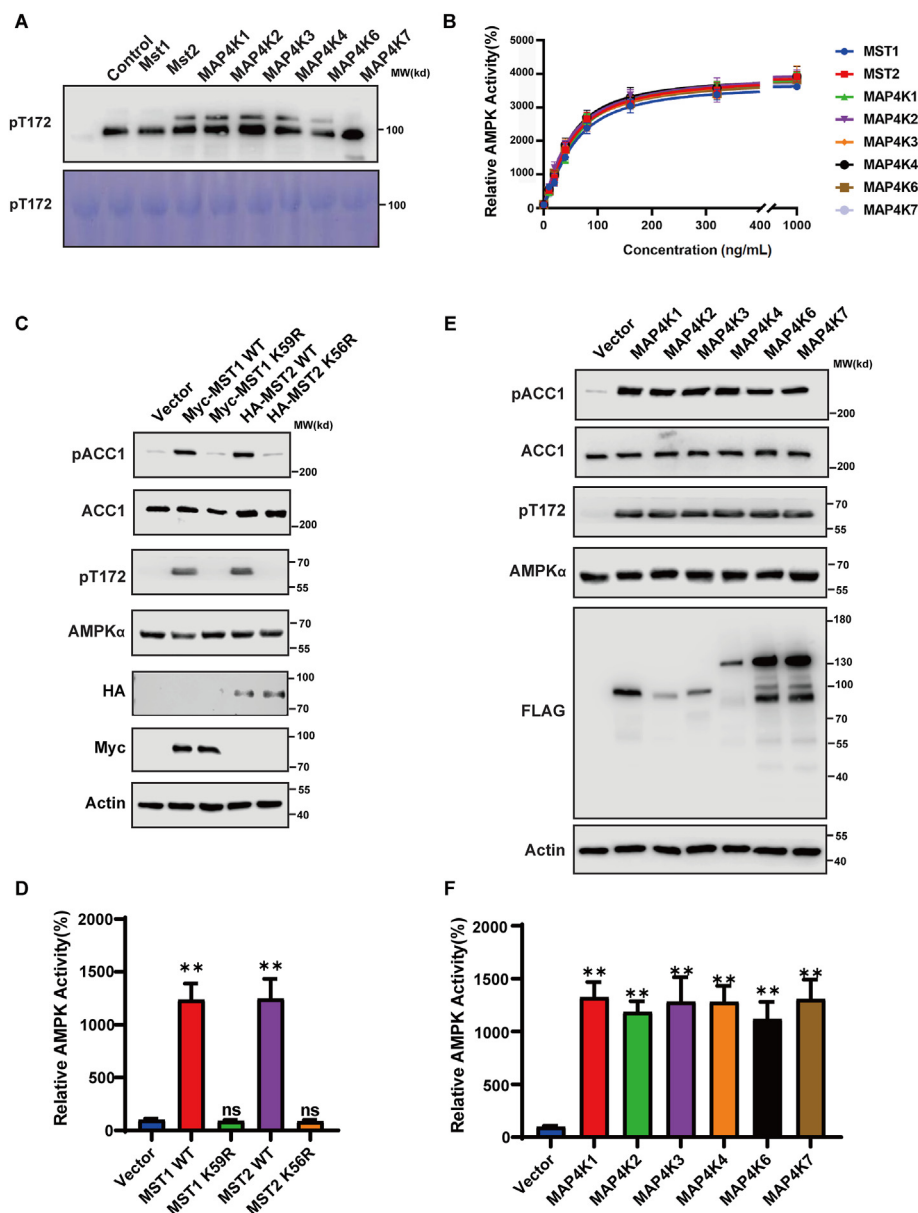 A
Control
Mst1
Mst2
MAP4K1
MAP4K2
MAP4K3
MAP4K4
MAP4K6
MAP4K7
MW(kd)
pT172
100
pT172
100
B
Relative AMPK Activity(%)
5000
4000
3000
2000
1000
0
0 100 200 300 400 1000
Concentration (ng/mL)
MST1
MST2
MAP4K1
MAP4K2
MAP4K3
MAP4K4
MAP4K6
MAP4K7
C
Vector
Myc-MST1 WT
Myc-MST1 K59R
HA-MST2 WT
HA-MST2 K56R
MW(kd)
pACC1
200
ACC1
200
pT172
70
55
AMPKα
70
55
HA
100
70
Myc
100
70
Actin
55
40
E
Vector
MAP4K1
MAP4K2
MAP4K3
MAP4K4
MAP4K6
MAP4K7
MW(kd)
pACC1
200
ACC1
200
pT172
70
55
AMPKα
70
55
FLAG
180
130
100
70
55
40
Actin
55
40
D
Relative AMPK Activity(%)
2000
1500
1000
500
0
** ns ** ns
Vector
MST1 WT
MST1 K59R
MST2 WT
MST2 K56R
F
Relative AMPK Activity(%)
2000
1500
1000
500
0
** ** ** ** ** **
Vector
MAP4K1
MAP4K2
MAP4K3
MAP4K4
MAP4K6
MAP4K7